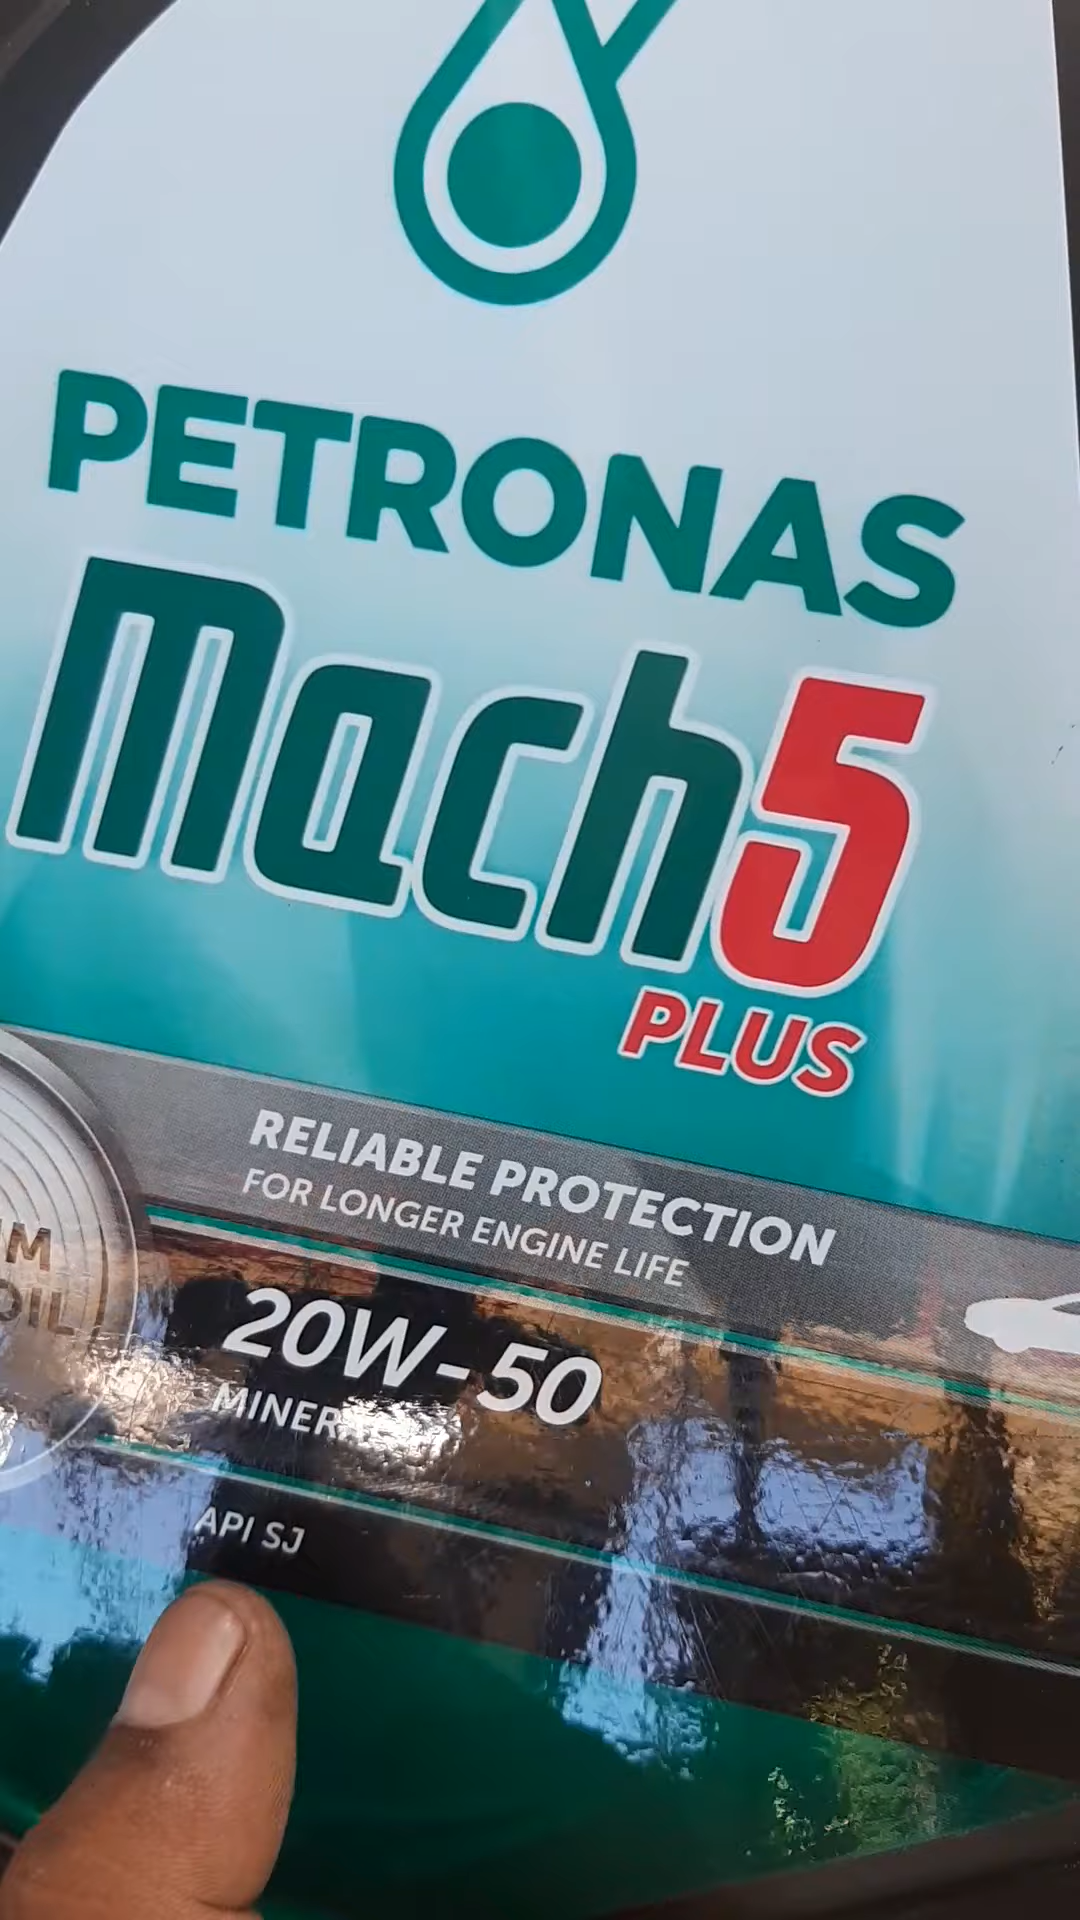 PETRONAS
Mach5
PLUS
RELIABLE PROTECTION
FOR LONGER ENGINE LIFE
20W-50
API SJ